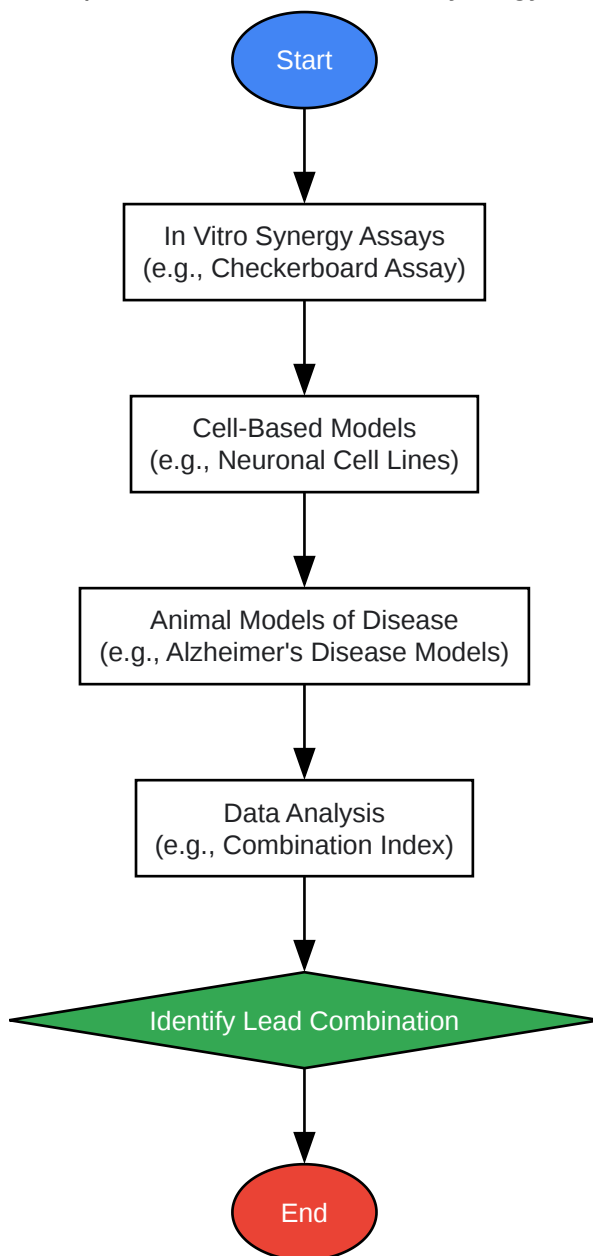 Start
In Vitro Synergy Assays
(e.g., Checkerboard Assay)
Cell-Based Models
(e.g., Neuronal Cell Lines)
Animal Models of Disease
(e.g., Alzheimer's Disease Models)
Data Analysis
(e.g., Combination Index)
Identify Lead Combination
End